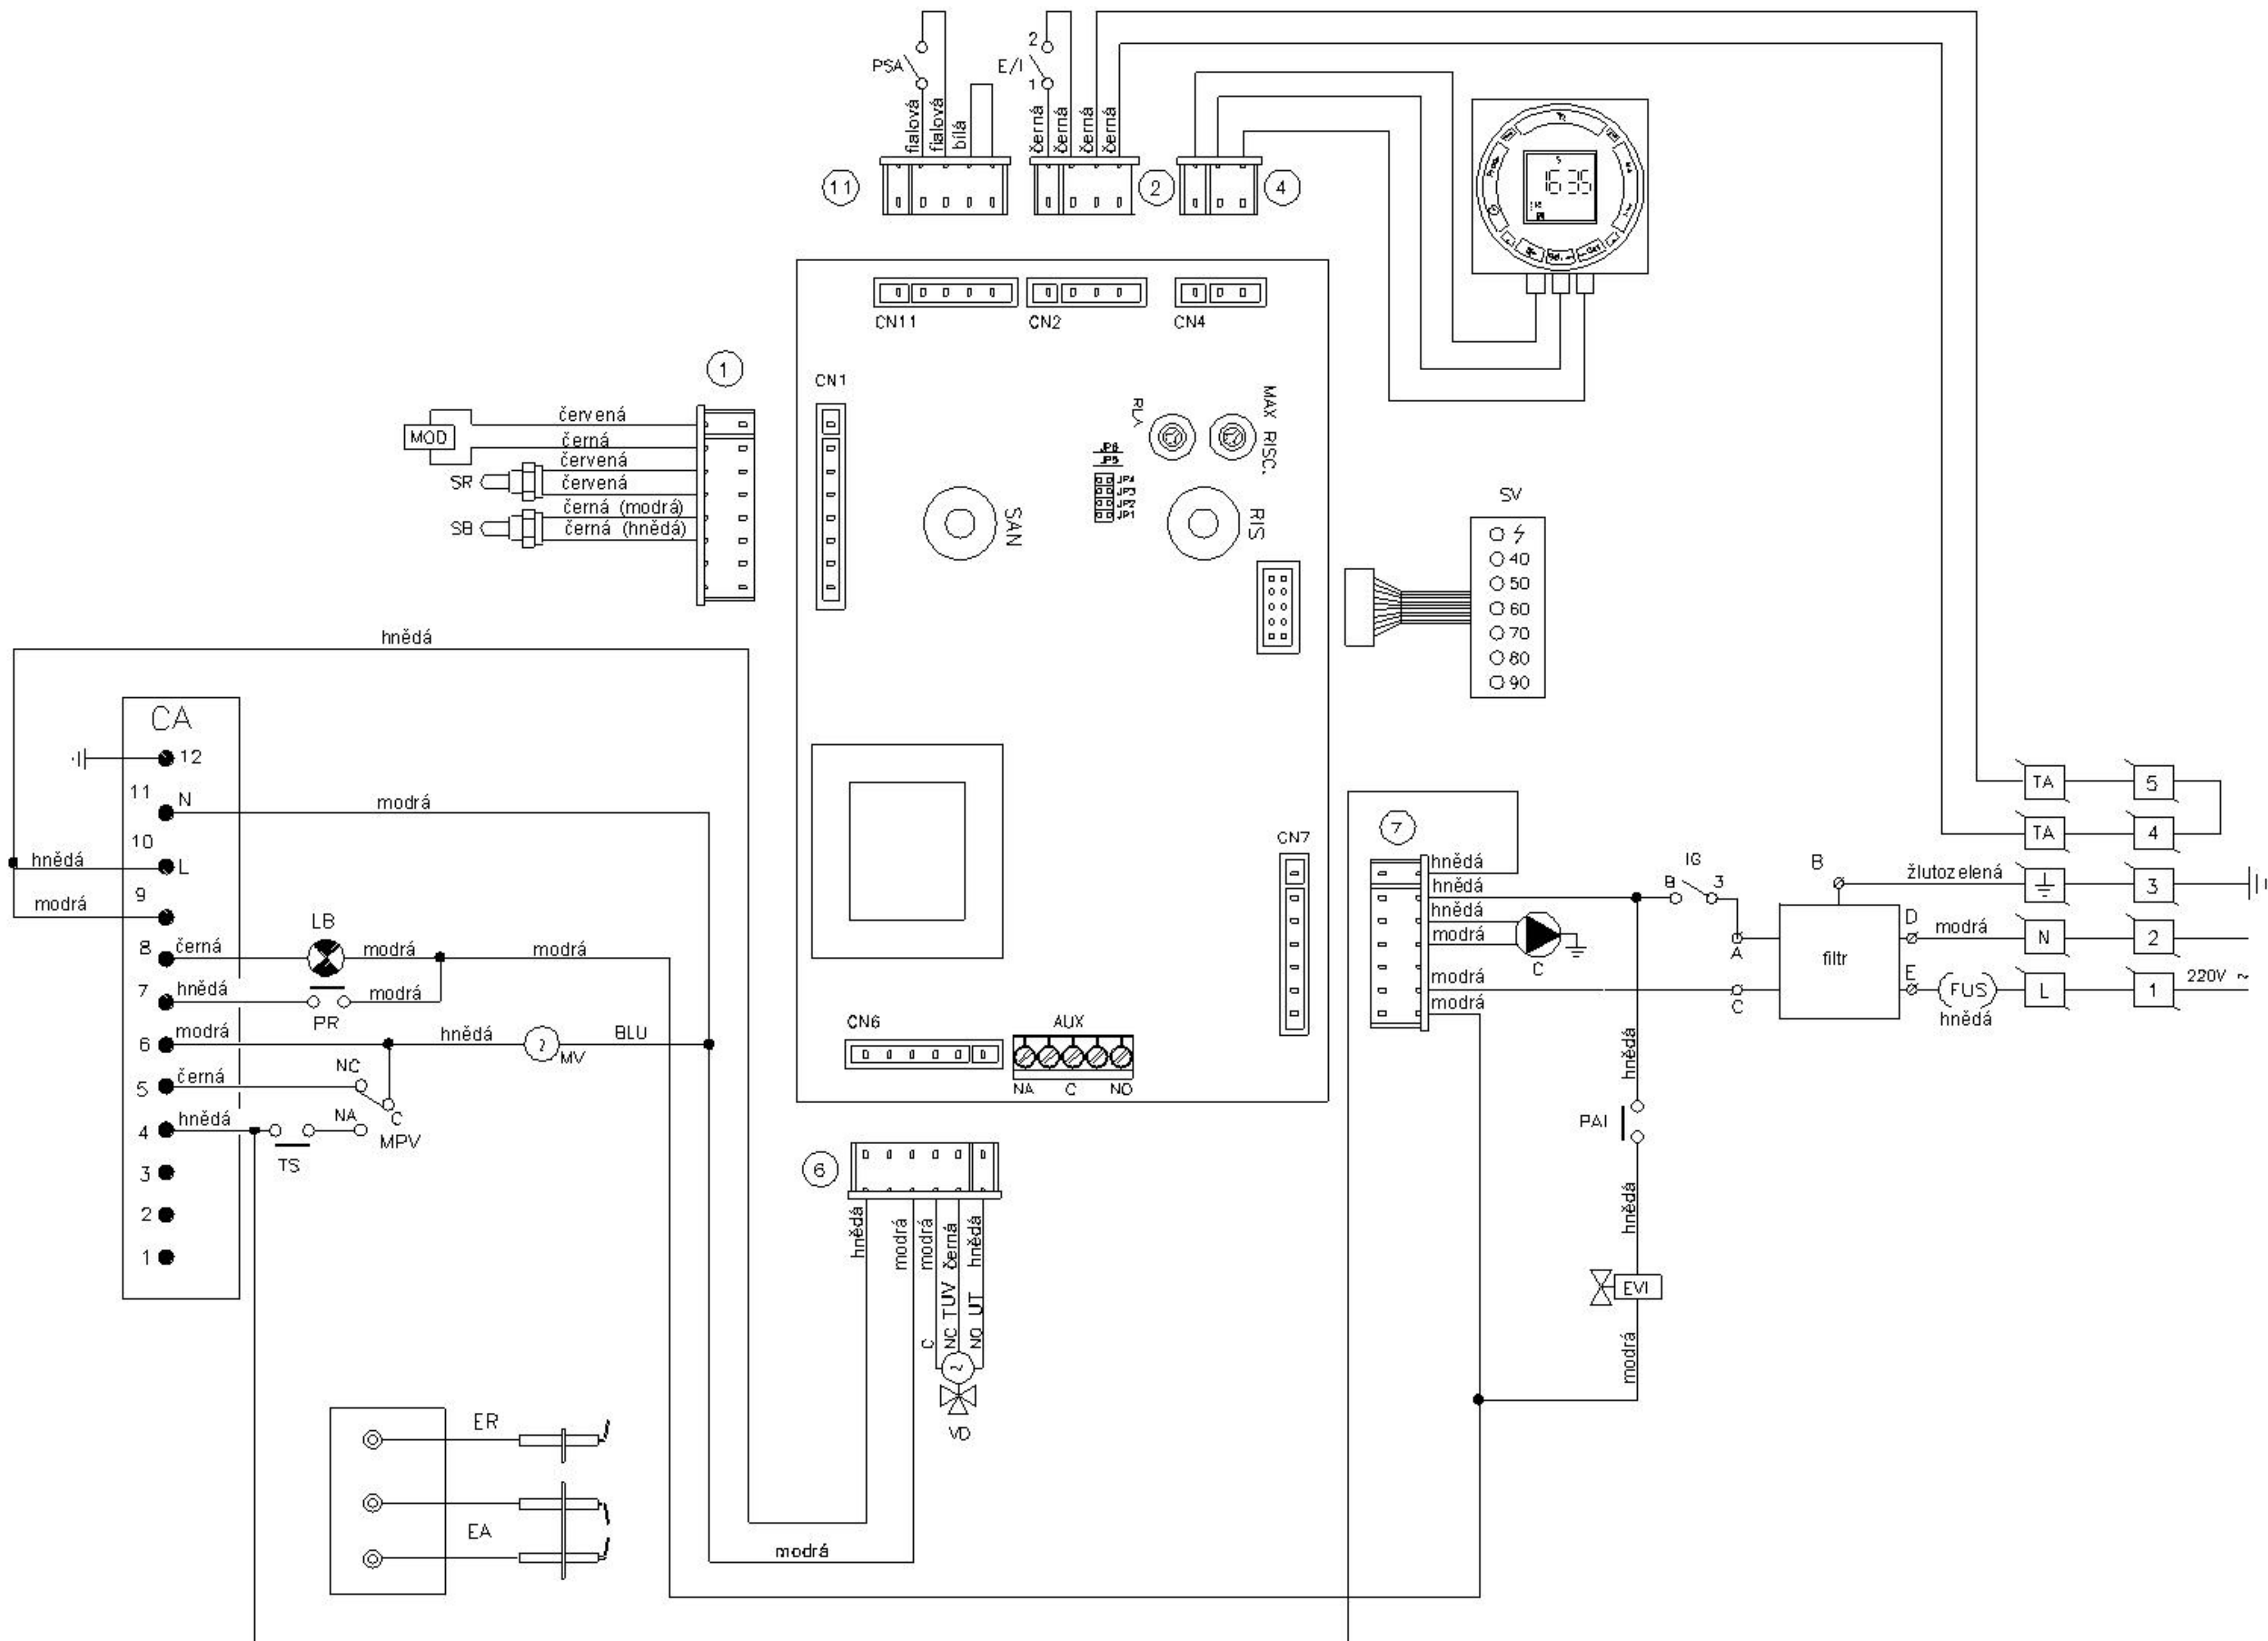 PSA
E/I
2
1
fialová
fialová
bílá
černá
černá
černá
černá
11
2
4
16 35
CN11
CN2
CN4
1
CN1
MOD
červená
černá
SR
červená
červená
SB
černá (modrá)
černá (hnědá)
RLA
MAX RISC.
JP6
JP5
JP4
JP3
JP2
JP1
SAN
RIS
SV
40
50
60
70
80
90
hnědá
CA
12
11
N
modrá
10
L
hnědá
9
modrá
8
černá
LB
modrá
modrá
7
hnědá
PR
modrá
6
modrá
hnědá
2
MV
BLU
5
černá
NC
C
MPV
4
hnědá
TS
NA
3
2
1
CN7
7
hnědá
hnědá
hnědá
modrá
C
modrá
modrá
IG
B
3
A
C
B
filtr
D
E
žlutozelená
modrá
FUS
hnědá
TA
5
TA
4
3
N
2
L
1
220V ~
CN6
AUX
NA
C
NO
6
hnědá
modrá
modrá
černá
hnědá
C
NC TUV
NO UT
~
VD
hnědá
PAI
hnědá
EVI
modrá
ER
EA
modrá